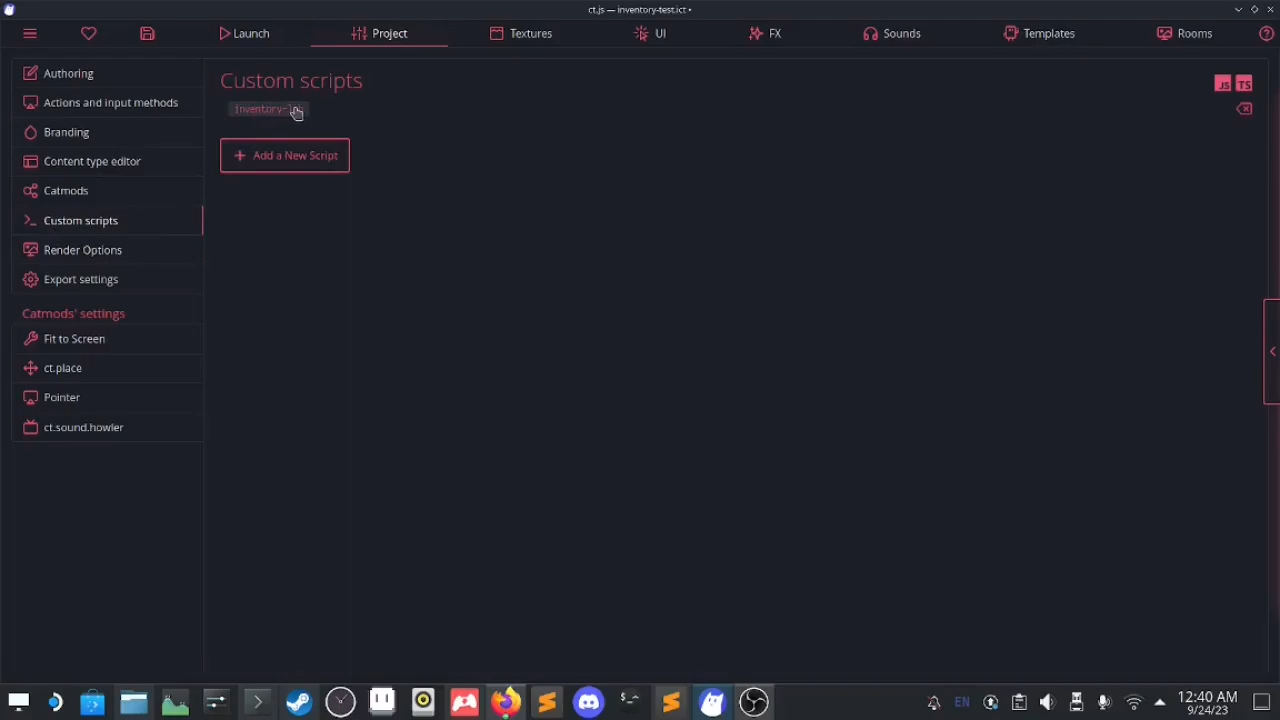 ct.js — inventory-test.ict •
Launch
Project
Textures
UI
FX
Sounds
Templates
Rooms
Authoring
Actions and input methods
Branding
Content type editor
Catmods
Custom scripts
Render Options
Export settings
Catmods' settings
Fit to Screen
ct.place
Pointer
ct.sound.howler
Custom scripts
JS TS
+ Add a New Script
EN
12:40 AM
9/24/23